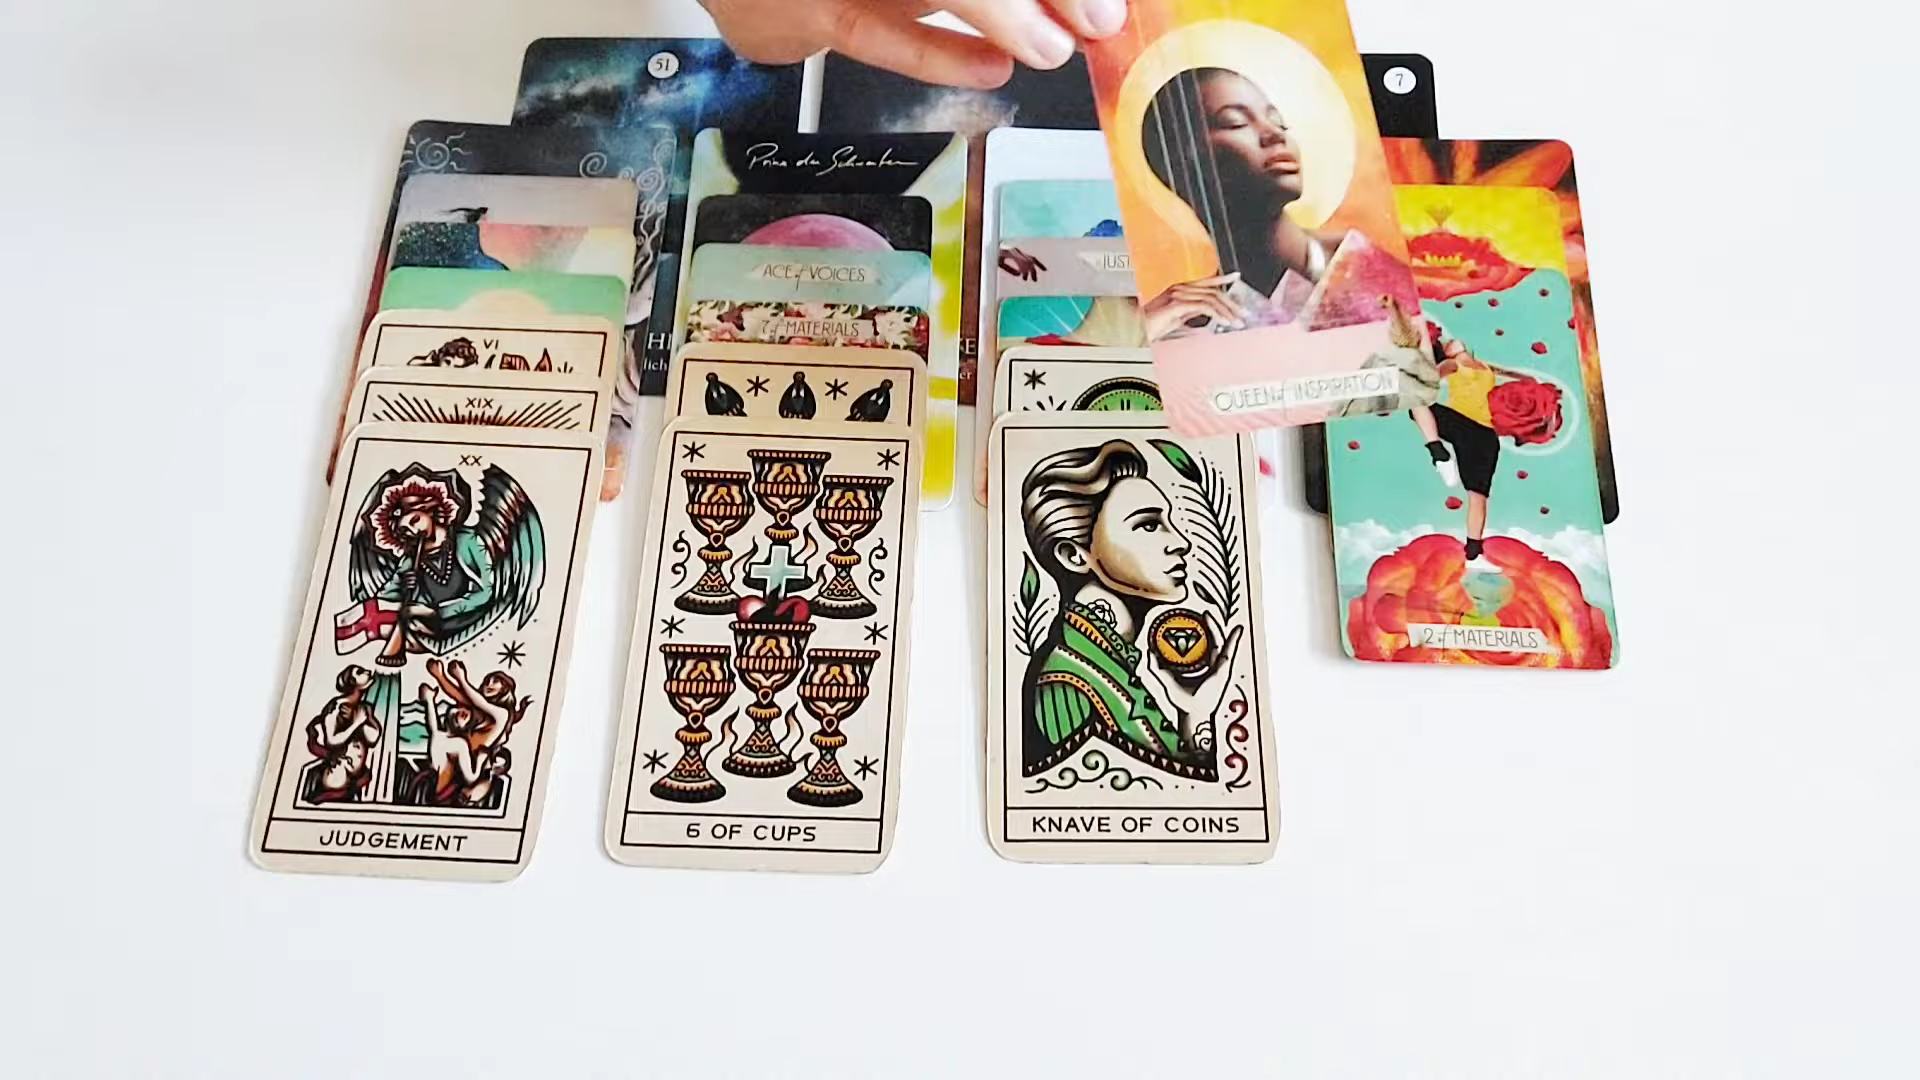 51
7
ACE of VOICES
7 of MATERIALS
JUST
VI
XIX
QUEEN of INSPIRATION
XX
2 of MATERIALS
JUDGEMENT
6 OF CUPS
KNAVE OF COINS